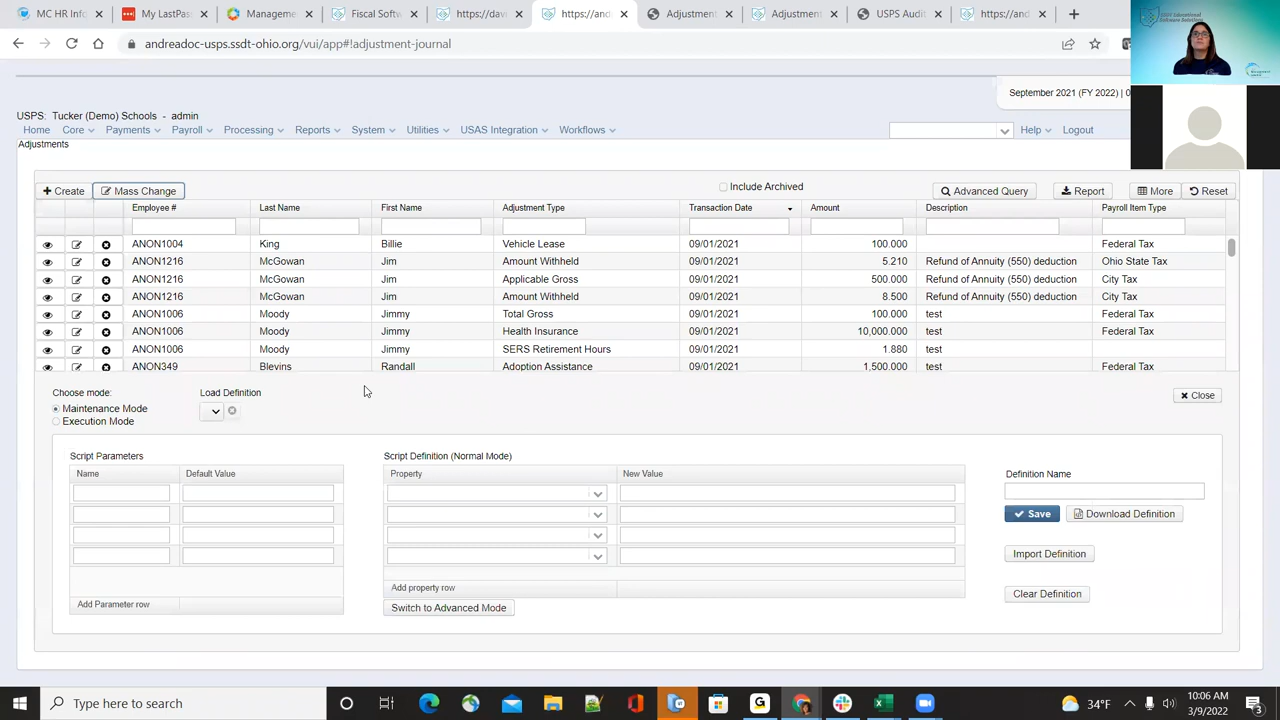 MC HR Info
My LastPas
Manageme
Fiscal Softw
http
https://and
Adjustment
Adjustmen
USPS Adj
https://and
andreadoc-usps.ssdt-ohio.org/vui/app#!adjustment-journal
September 2021 (FY 2022) | 0
USPS: Tucker (Demo) Schools - admin
Home Core Payments Payroll Processing Reports System Utilities USAS Integration Workflows Help Logout
Adjustments
Create Mass Change Include Archived Advanced Query Report More Reset
Employee # Last Name First Name Adjustment Type Transaction Date Amount Description Payroll Item Type
ANON1004 King Billie Vehicle Lease 09/01/2021 100.000 Federal Tax
ANON1216 McGowan Jim Amount Withheld 09/01/2021 5.210 Refund of Annuity (550) deduction Ohio State Tax
ANON1216 McGowan Jim Applicable Gross 09/01/2021 500.000 Refund of Annuity (550) deduction City Tax
ANON1216 McGowan Jim Amount Withheld 09/01/2021 8.500 Refund of Annuity (550) deduction City Tax
ANON1006 Moody Jimmy Total Gross 09/01/2021 100.000 test Federal Tax
ANON1006 Moody Jimmy Health Insurance 09/01/2021 10,000.000 test Federal Tax
ANON1006 Moody Jimmy SERS Retirement Hours 09/01/2021 1.880 test
ANON349 Blevins Randall Adoption Assistance 09/01/2021 1,500.000 Federal Tax
Choose mode: Load Definition
Close
Maintenance Mode
Execution Mode
Script Parameters Script Definition (Normal Mode)
Name Default Value Property New Value Definition Name
Save Download Definition
Import Definition
Add property row
Clear Definition
Add Parameter row
Switch to Advanced Mode
Type here to search
34°F
10:06 AM
3/9/2022
3